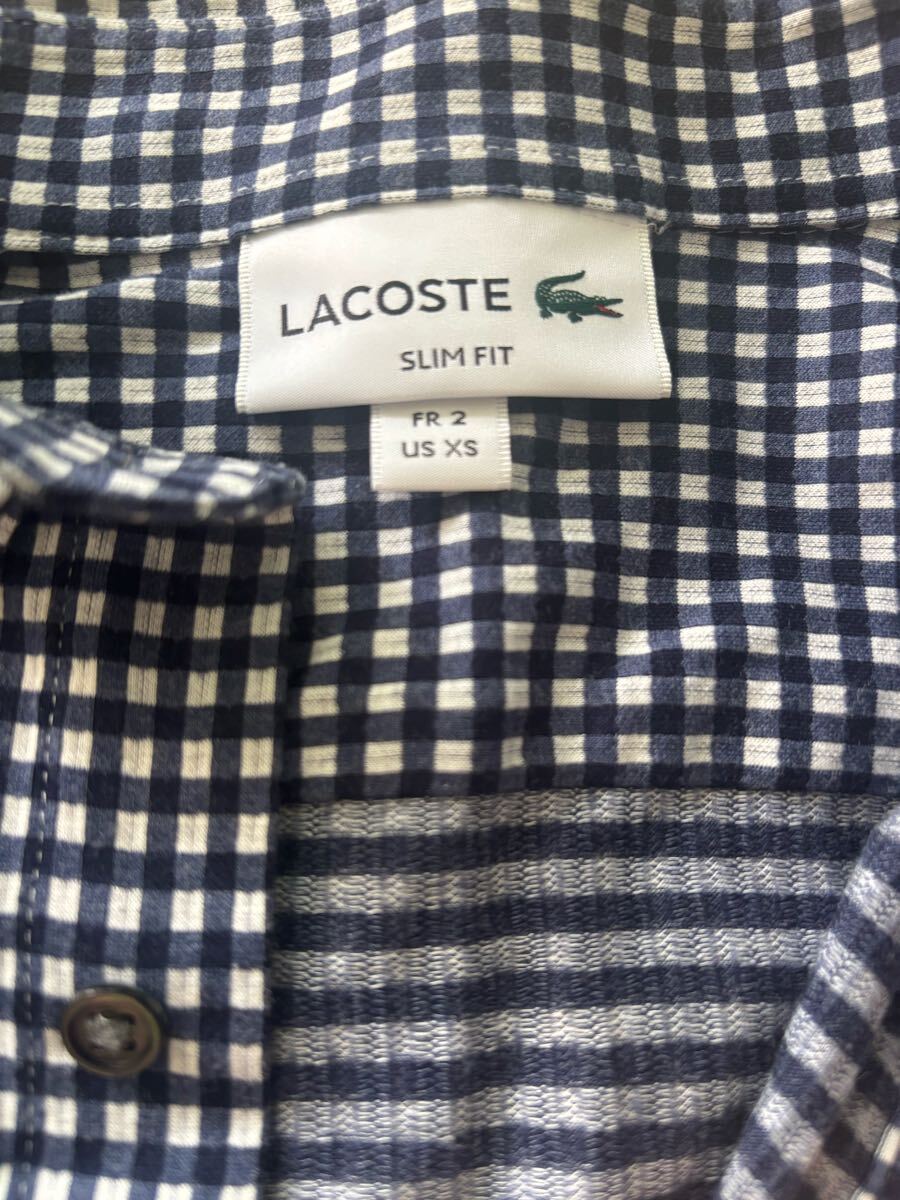 LACOSTE
SLIM FIT
FR 2
US XS